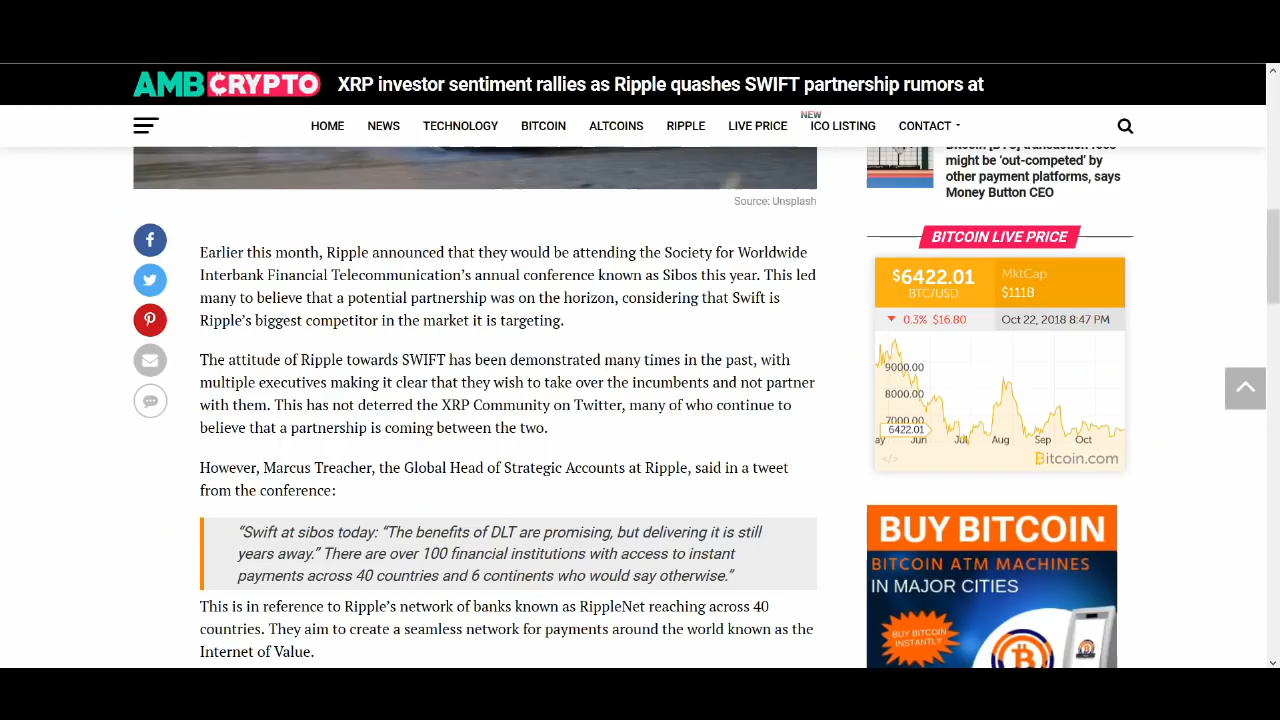 AMBCRYPTO
XRP investor sentiment rallies as Ripple quashes SWIFT partnership rumors at
HOME
NEWS
TECHNOLOGY
BITCOIN
ALTCOINS
RIPPLE
LIVE PRICE
NEW
ICO LISTING
CONTACT
Source: Unsplash
Earlier this month, Ripple announced that they would be attending the Society for Worldwide
Interbank Financial Telecommunication’s annual conference known as Sibos this year. This led
many to believe that a potential partnership was on the horizon, considering that Swift is
Ripple’s biggest competitor in the market it is targeting.
The attitude of Ripple towards SWIFT has been demonstrated many times in the past, with
multiple executives making it clear that they wish to take over the incumbents and not partner
with them. This has not deterred the XRP Community on Twitter, many of who continue to
believe that a partnership is coming between the two.
However, Marcus Treacher, the Global Head of Strategic Accounts at Ripple, said in a tweet
from the conference:
“Swift at sibos today: “The benefits of DLT are promising, but delivering it is still
years away.” There are over 100 financial institutions with access to instant
payments across 40 countries and 6 continents who would say otherwise.”
This is in reference to Ripple’s network of banks known as RippleNet reaching across 40
countries. They aim to create a seamless network for payments around the world known as the
Internet of Value.
Bitcoin [BTC] transaction fees
might be ‘out-competed’ by
other payment platforms, says
Money Button CEO
BITCOIN LIVE PRICE
$6422.01
BTC/USD
MktCap
$111B
0.3% $16.80
Oct 22, 2018 8:47 PM
9000.00
8000.00
7000.00
6422.01
ay Jun Jul Aug Sep Oct
</>
Bitcoin.com
BUY BITCOIN
BITCOIN ATM MACHINES
IN MAJOR CITIES
BUY BITCOIN
INSTANTLY